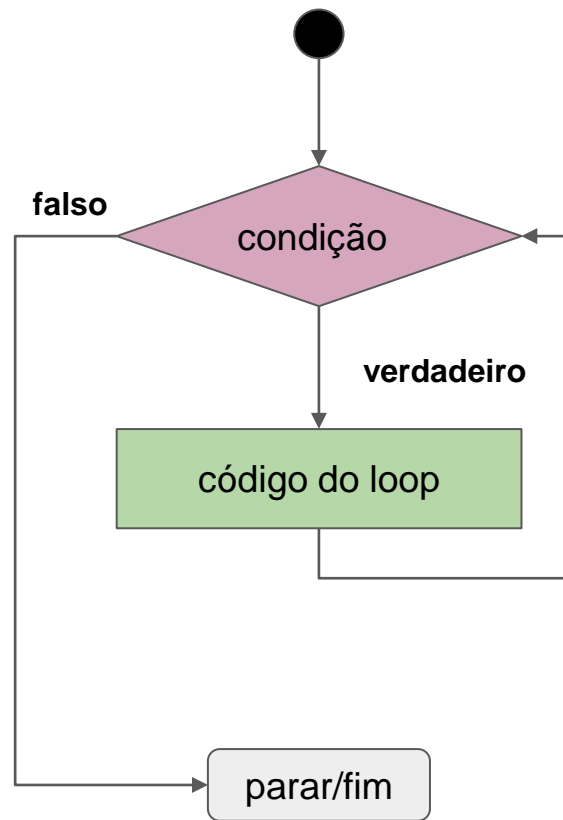 falso
condição
verdadeiro
código do loop
parar/fim